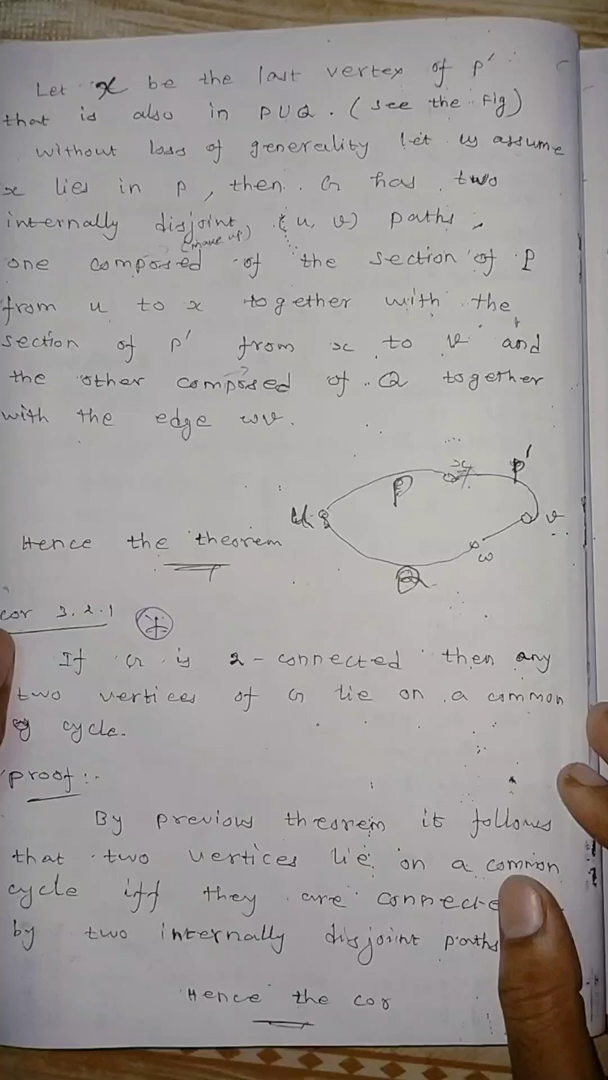 Let x be the last vertex of P'
that is also in PUQ. (see the Fig)
without loss of generality let us assume
x lies in P, then G has two
internally disjoint (u, v) paths,
(make up)
one composed of the section of P
from u to x together with the
section of P' from x to v and
the other composed of Q together
with the edge wv.
x P'
P
u v
Hence the theorem
w
Q
cor 3.2.1
If G is 2-connected then any
two vertices of G lie on a common
cycle.
proof:-
By previous theorem it follows
that two vertices lie on a common
cycle iff they are connecte
by two internally disjoint paths
Hence the cor